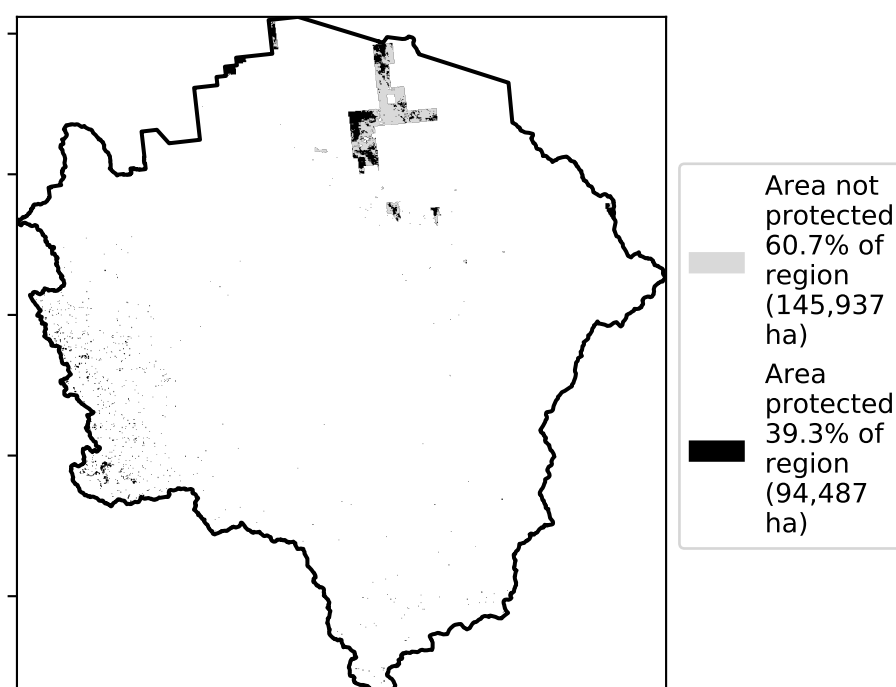 Area not
protected
60.7% of
region
(145,937
ha)
Area
protected
39.3% of
region
(94,487
ha)